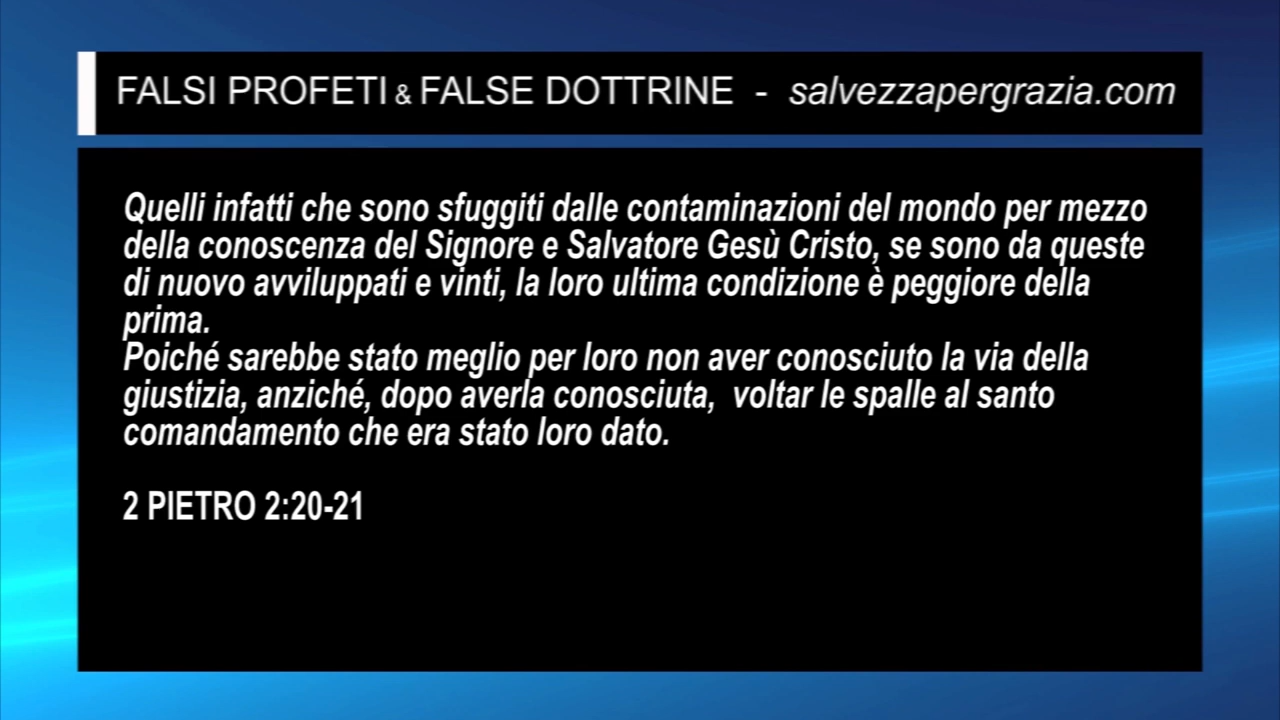 FALSI PROFETI & FALSE DOTTRINE - salvezzapergrazia.com
Quelli infatti che sono sfuggiti dalle contaminazioni del mondo per mezzo
della conoscenza del Signore e Salvatore Gesù Cristo, se sono da queste
di nuovo avviluppati e vinti, la loro ultima condizione è peggiore della
prima.
Poiché sarebbe stato meglio per loro non aver conosciuto la via della
giustizia, anziché, dopo averla conosciuta,  voltar le spalle al santo
comandamento che era stato loro dato.
2 PIETRO 2:20-21